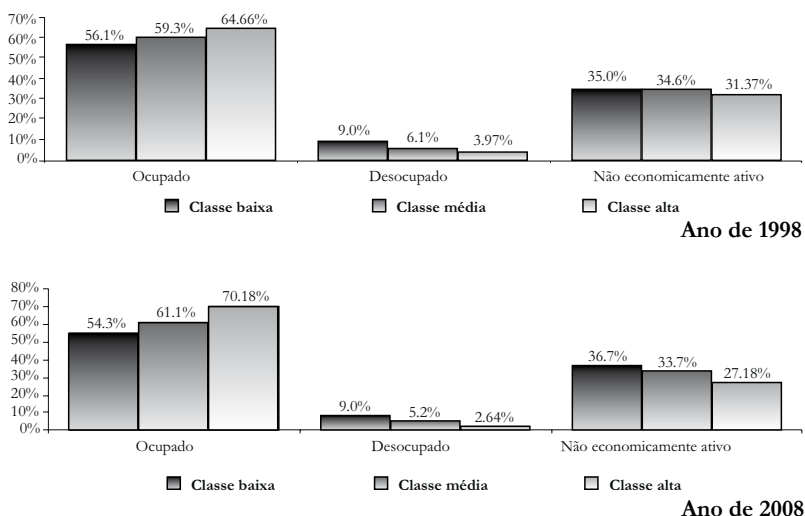 70%
60%
50%
40%
30%
20%
10%
0%
56.1% 59.3% 64.66%
9.0% 6.1% 3.97%
35.0% 34.6% 31.37%
Ocupado Desocupado Não economicamente ativo
Classe baixa Classe média Classe alta
Ano de 1998
80%
70%
60%
50%
40%
30%
20%
10%
0%
54.3% 61.1% 70.18%
9.0% 5.2% 2.64%
36.7% 33.7% 27.18%
Ocupado Desocupado Não economicamente ativo
Classe baixa Classe média Classe alta
Ano de 2008